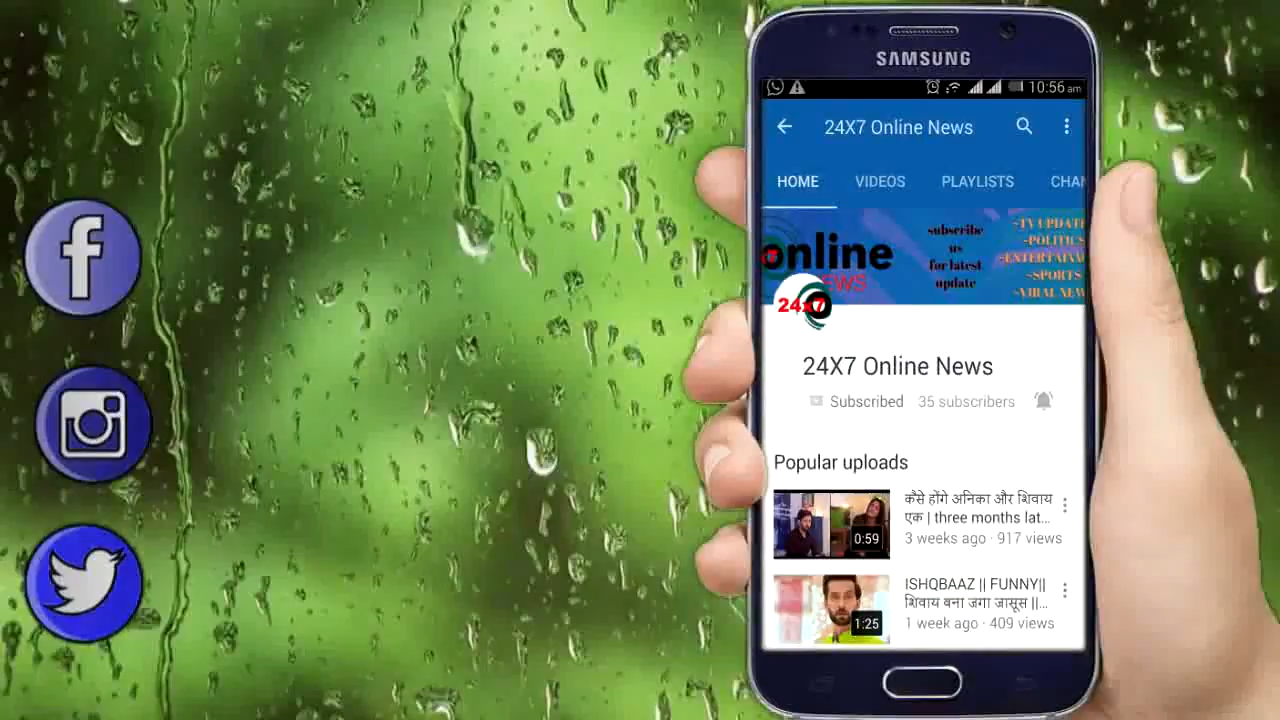 SAMSUNG
10:56 am
24X7 Online News
HOME VIDEOS PLAYLISTS CHAN
online
NEWS
subscribe
us
for latest
update
~TV UPDATE
~POLITICS
~ENTERTAINM
~SPORTS
~VIRAL NEW
24x7
24X7 Online News
Subscribed 35 subscribers
Popular uploads
कैसे होंगे अनिका और शिवाय
एक | three months lat...
3 weeks ago · 917 views
0:59
ISHQBAAZ || FUNNY||
शिवाय बना जगा जासूस ||...
1 week ago · 409 views
1:25